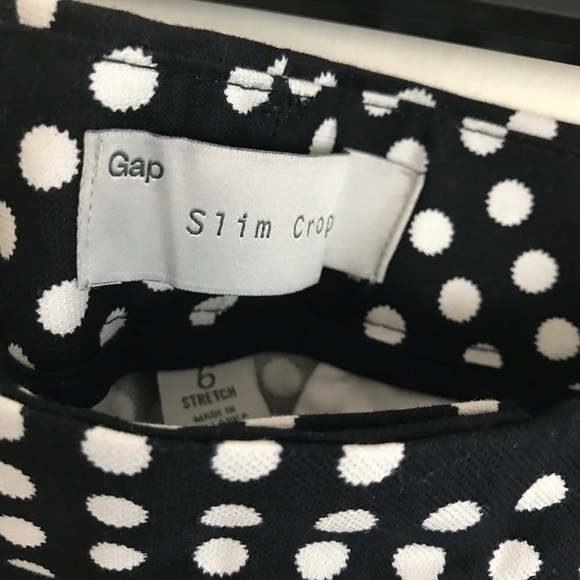 Gap
Slim Crop
6
STRETCH
MADE IN